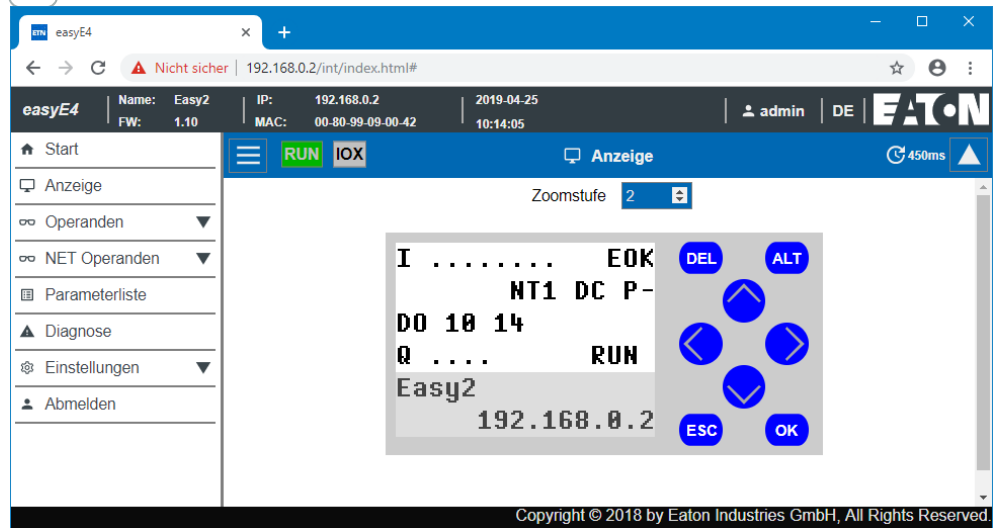 ETN easyE4
Nicht sicher 192.168.0.2/int/index.html#
easyE4 Name: Easy2 IP: 192.168.0.2 2019-04-25 admin DE EATON
FW: 1.10 MAC: 00-80-99-09-00-42 10:14:05
Start
RUN IOX Anzeige 450ms
Anzeige
Zoomstufe 2
Operanden
NET Operanden
Parameterliste
Diagnose
Einstellungen
Abmelden
I ........ EOK
NT1 DC P-
DO 10 14
Q .... RUN
Easy2
192.168.0.2
DEL ALT
ESC OK
Copyright © 2018 by Eaton Industries GmbH, All Rights Reserved.